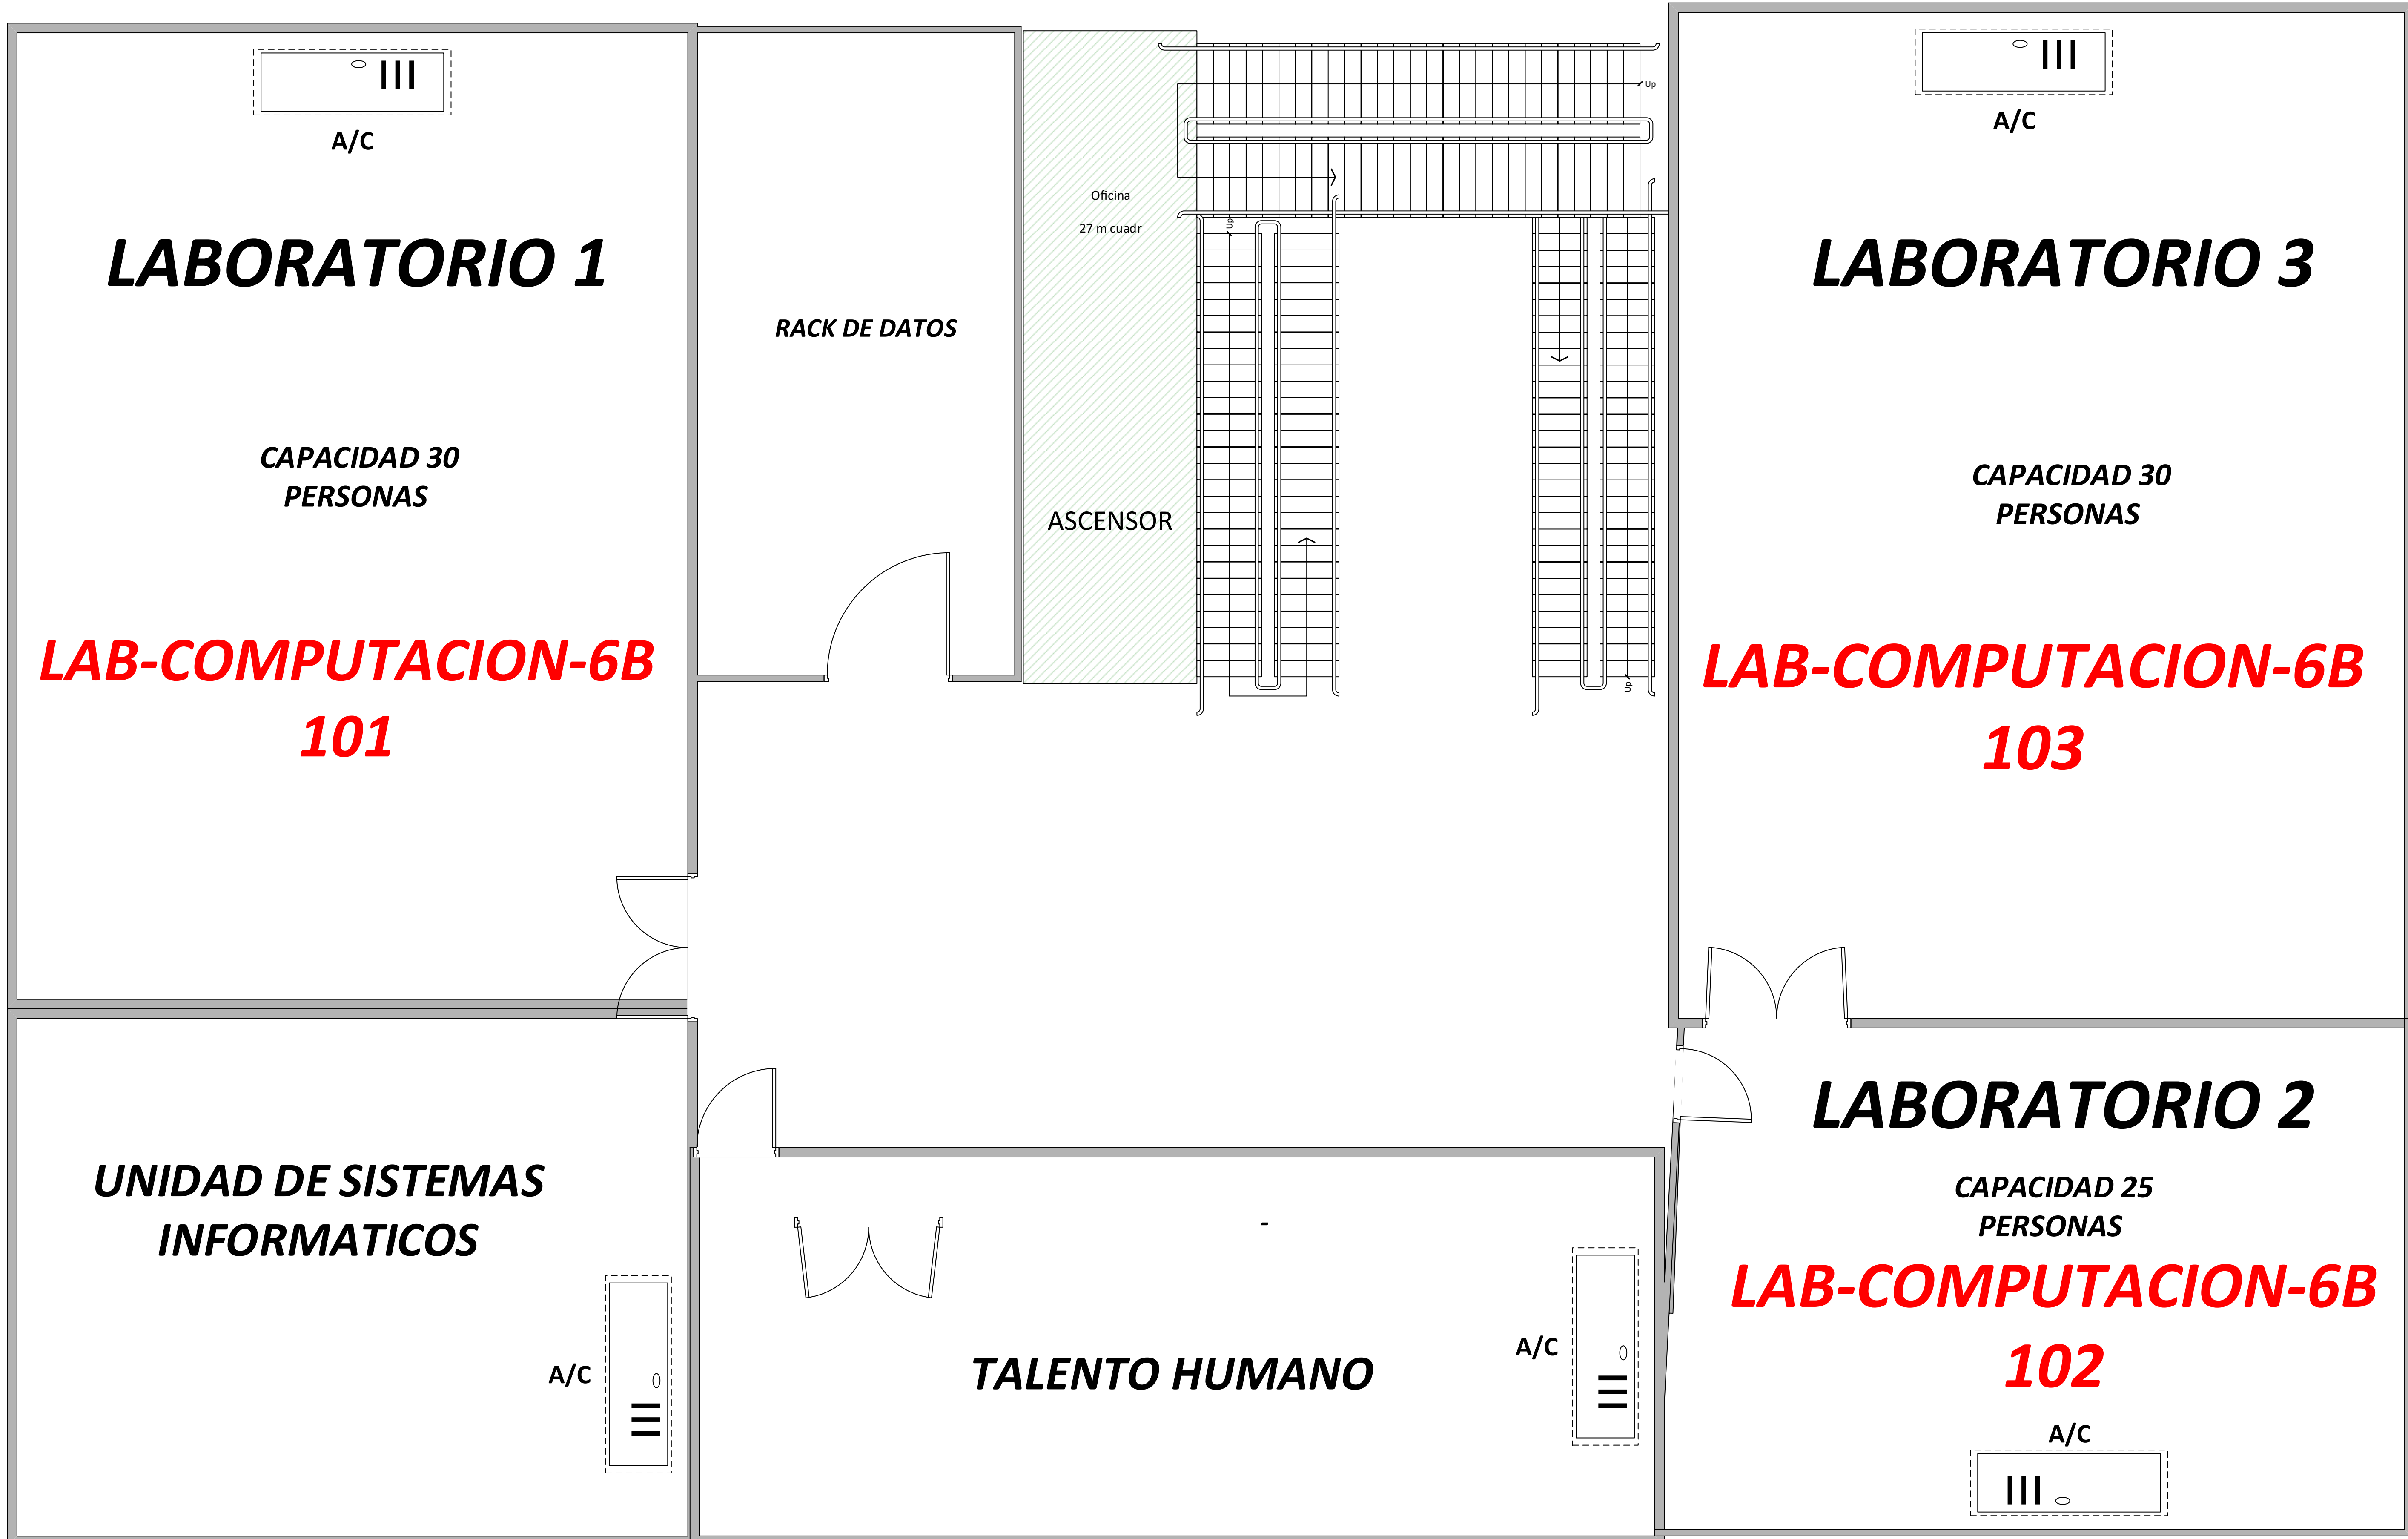 A/C
LABORATORIO 1
CAPACIDAD 30
PERSONAS
LAB-COMPUTACION-6B
101
RACK DE DATOS
Oficina
27 m cuadr
ASCENSOR
Up
Up
Up
A/C
LABORATORIO 3
CAPACIDAD 30
PERSONAS
LAB-COMPUTACION-6B
103
UNIDAD DE SISTEMAS
INFORMATICOS
A/C
-
TALENTO HUMANO
A/C
LABORATORIO 2
CAPACIDAD 25
PERSONAS
LAB-COMPUTACION-6B
102
A/C